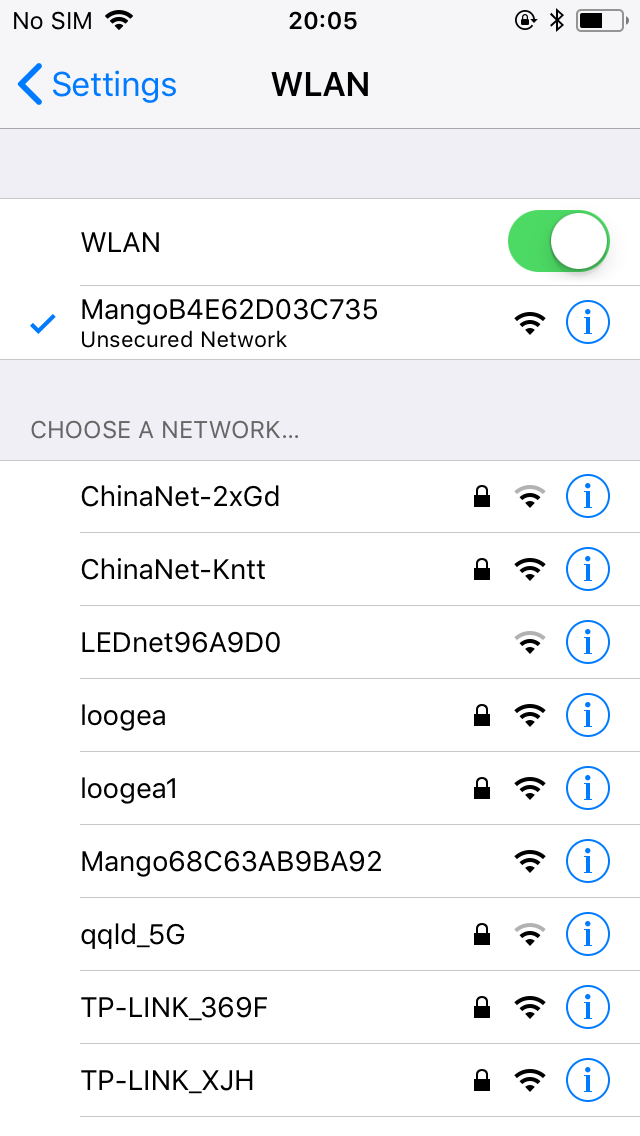 No SIM 20:05
Settings WLAN
WLAN
MangoB4E62D03C735
Unsecured Network
CHOOSE A NETWORK...
ChinaNet-2xGd
ChinaNet-Kntt
LEDnet96A9D0
loogea
loogea1
Mango68C63AB9BA92
qqld_5G
TP-LINK_369F
TP-LINK_XJH